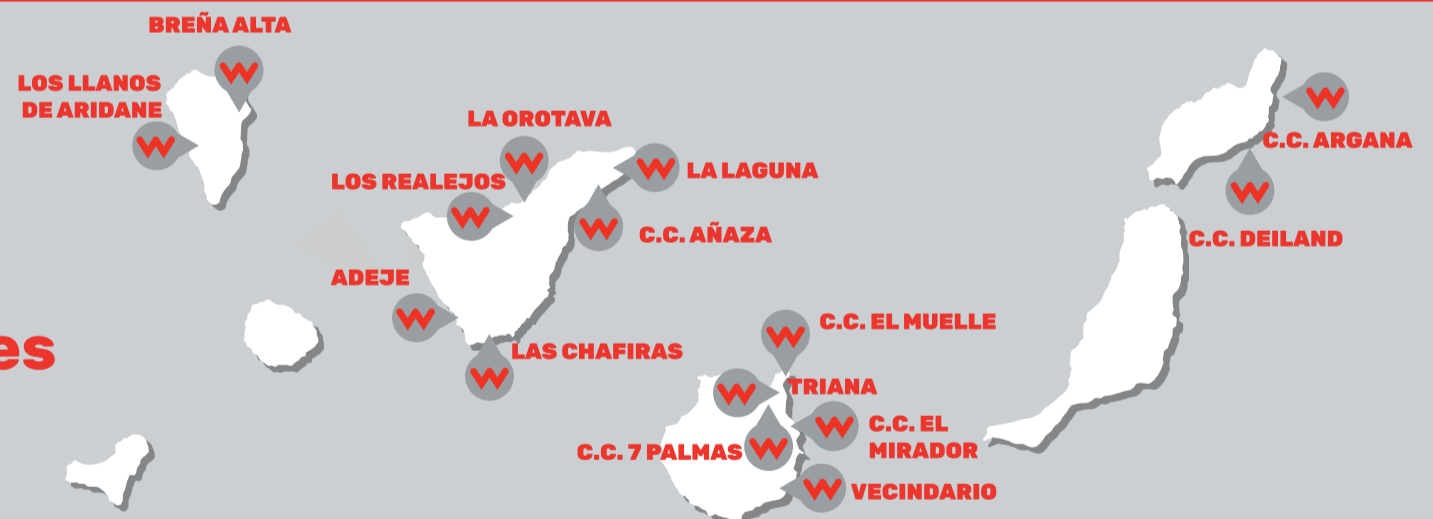 BREÑA ALTA
LOS LLANOS
DE ARIDANE
LA OROTAVA
LOS REALEJOS
LA LAGUNA
C.C. AÑAZA
ADEJE
LAS CHAFIRAS
es
C.C. EL MUELLE
TRIANA
C.C. EL
MIRADOR
C.C. 7 PALMAS
VECINDARIO
C.C. ARGANA
C.C. DEILAND